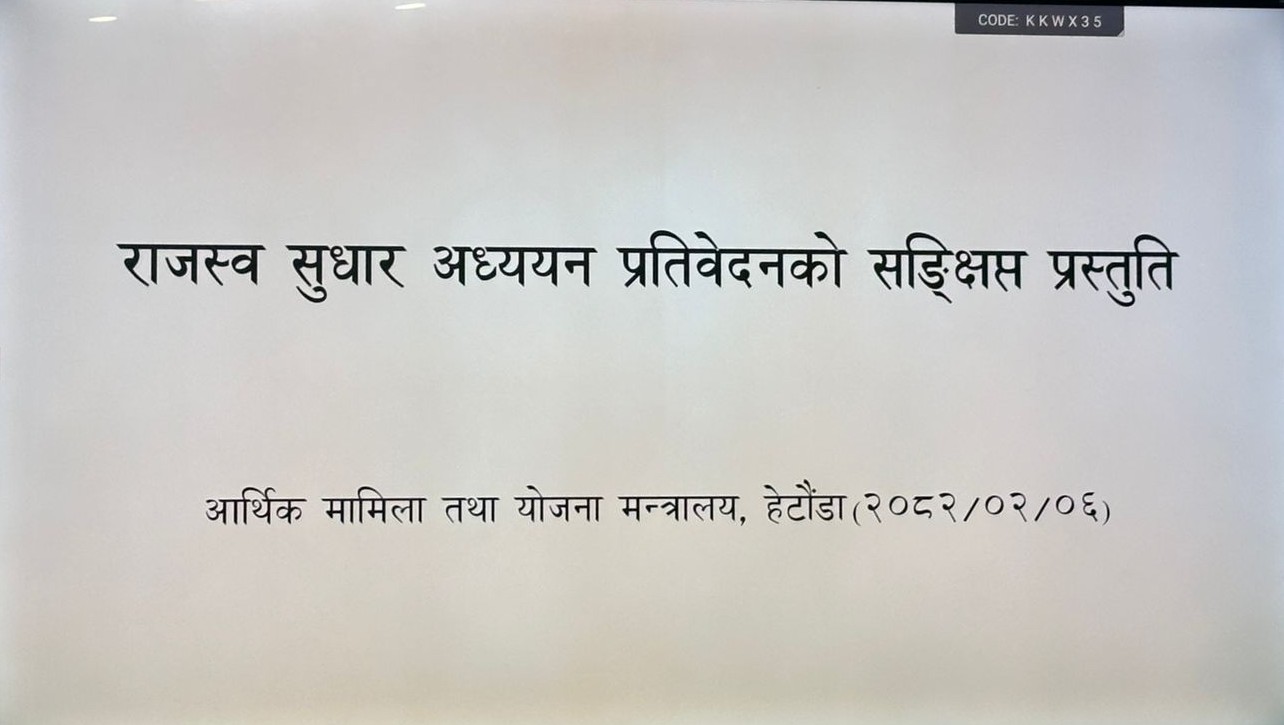 CODE: KKWX35
राजस्व सुधार अध्ययन प्रतिवेदनको सङ्क्षिप्त प्रस्तुति
आर्थिक मामिला तथा योजना मन्त्रालय, हेटौंडा(२०८२/०२/०६)